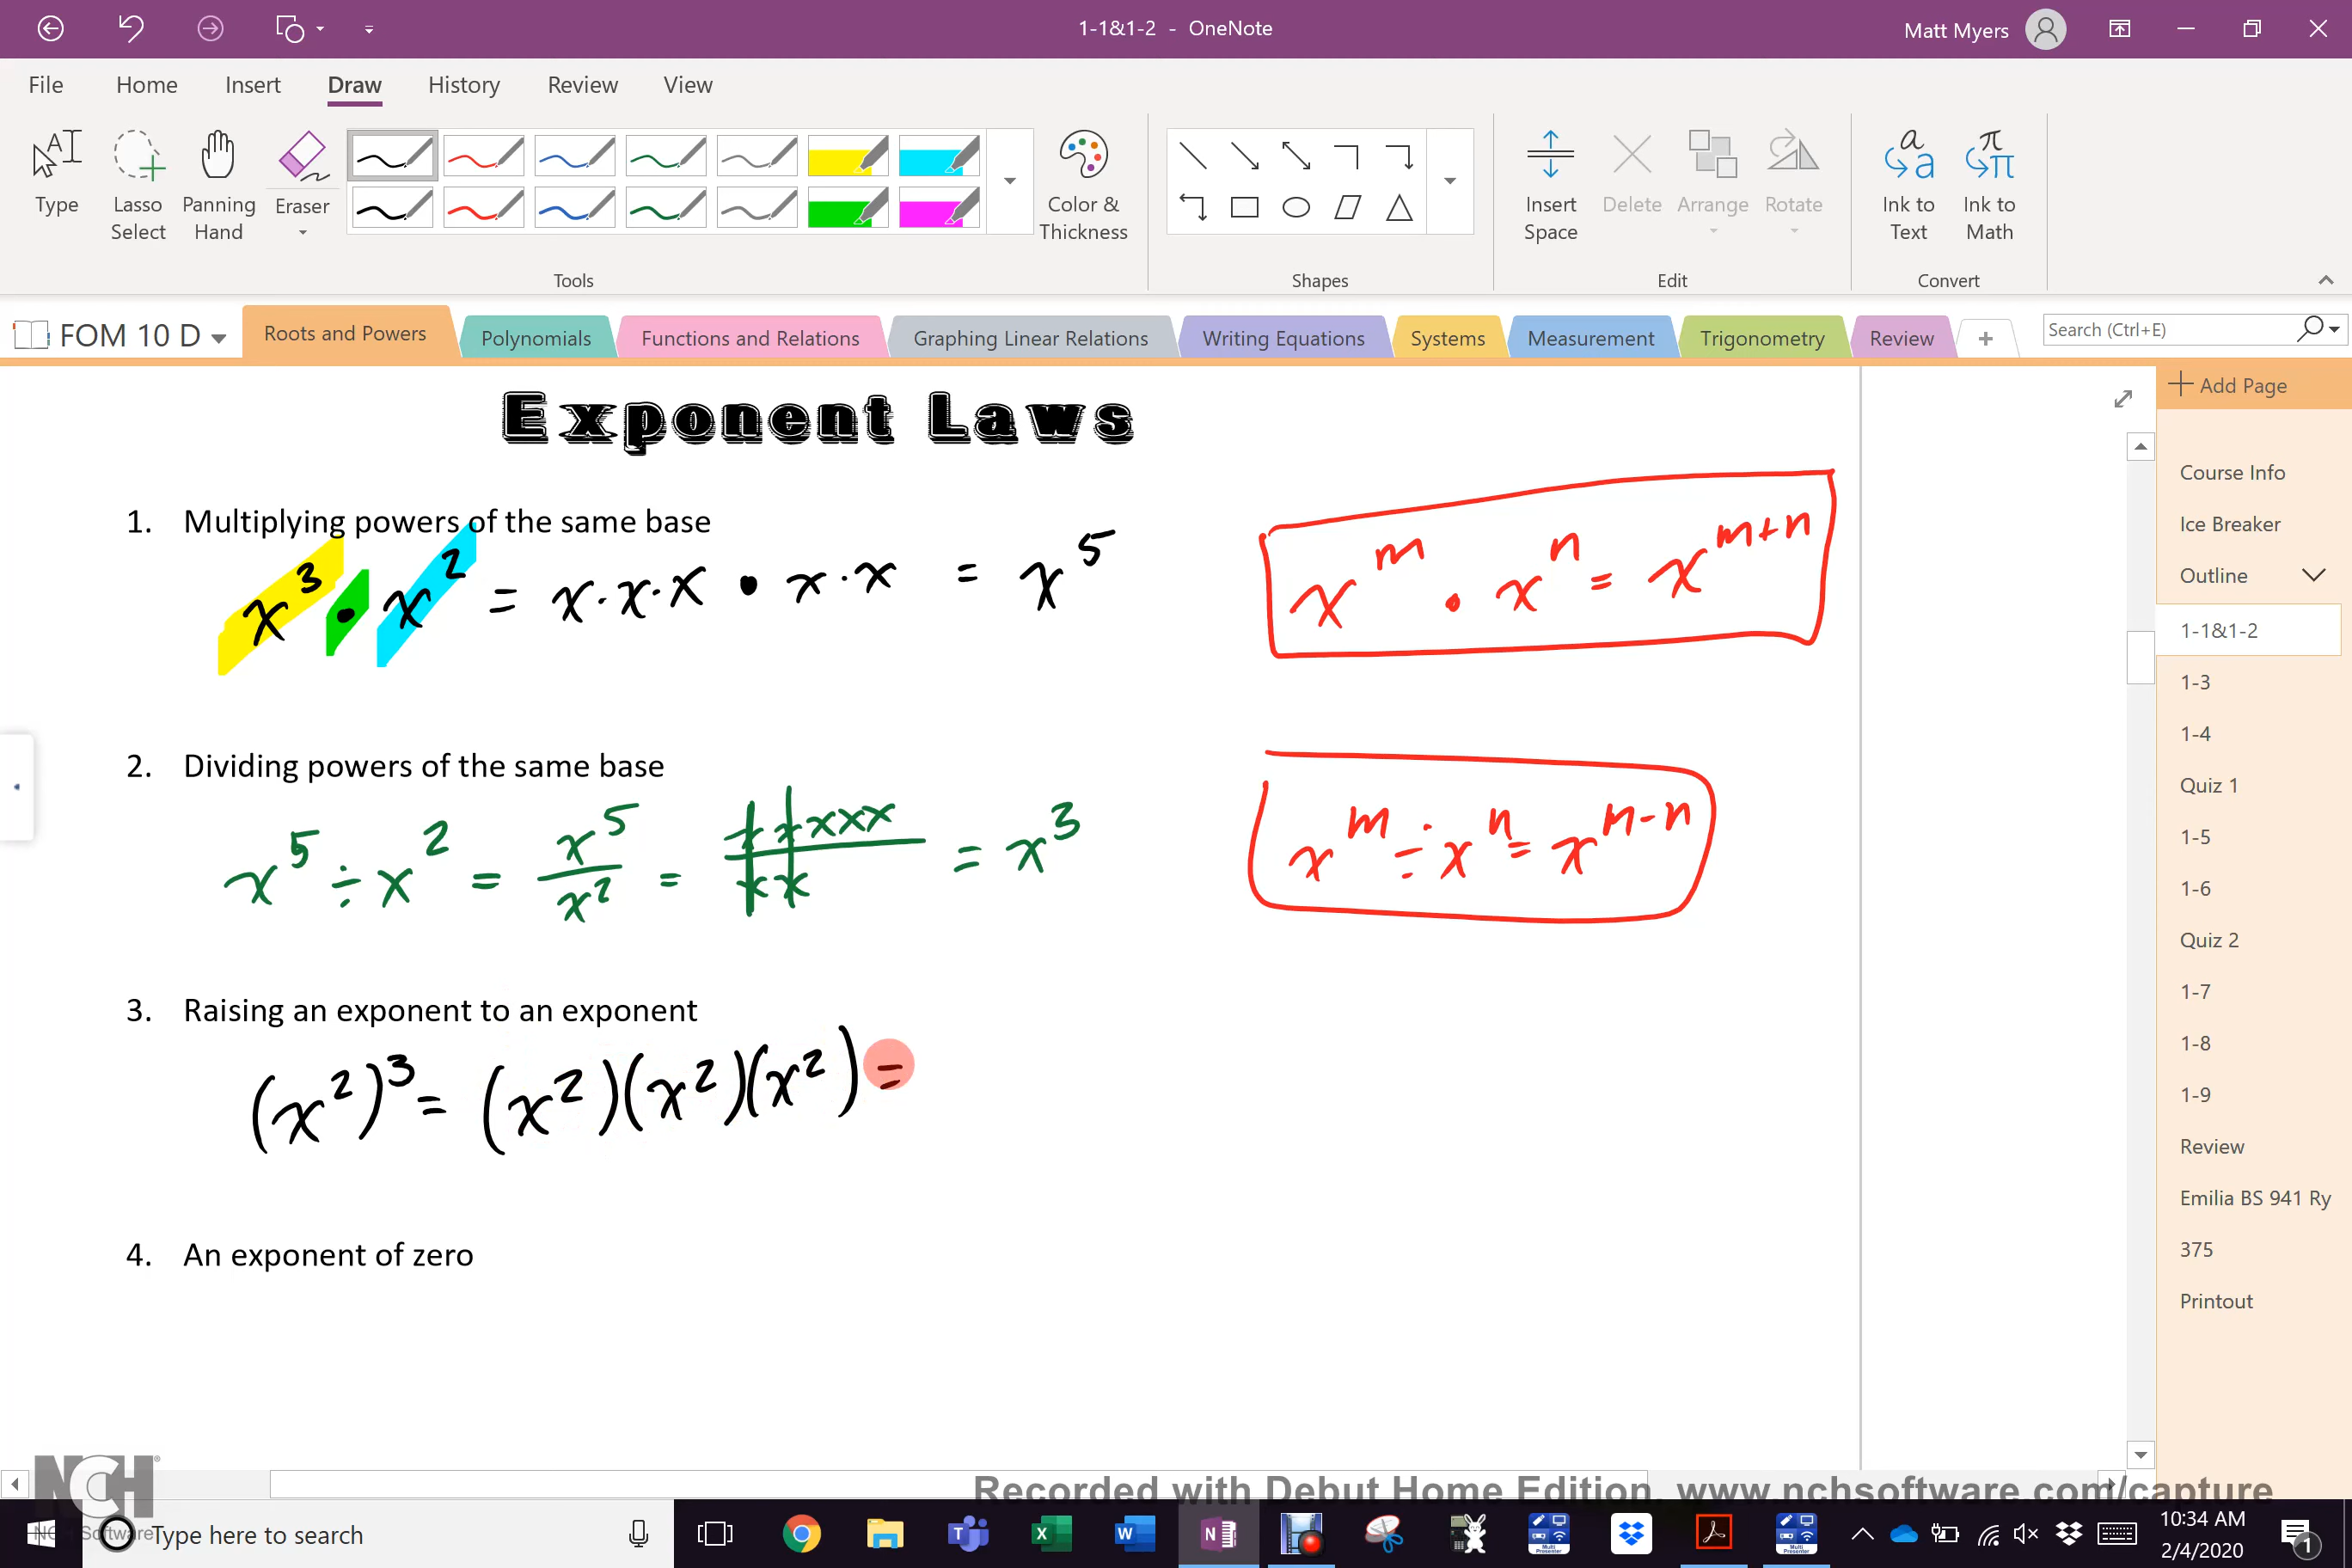 1-1&1-2 - OneNote
Matt Myers
File Home Insert Draw History Review View
Type
Lasso Select
Panning Hand
Eraser
Color & Thickness
Insert Space
Delete
Arrange
Rotate
Ink to Text
Ink to Math
Tools Shapes Edit Convert
FOM 10 D
Roots and Powers
Polynomials
Functions and Relations
Graphing Linear Relations
Writing Equations
Systems
Measurement
Trigonometry
Review
Search (Ctrl+E)
Exponent Laws
1. Multiplying powers of the same base
x³ • x² = x·x·x • x·x = x⁵
x^m • x^n = x^(m+n)
2. Dividing powers of the same base
x⁵ ÷ x² = x⁵/x² = xxxxx/xx = x³
x^m ÷ x^n = x^(m-n)
3. Raising an exponent to an exponent
(x²)³ = (x²)(x²)(x²) =
4. An exponent of zero
Add Page
Course Info
Ice Breaker
Outline
1-1&1-2
1-3
1-4
Quiz 1
1-5
1-6
Quiz 2
1-7
1-8
1-9
Review
Emilia BS 941 Ry
375
Printout
NCH
NCH Software
Recorded with Debut Home Edition. www.nchsoftware.com/capture
Type here to search
10:34 AM
2/4/2020
1